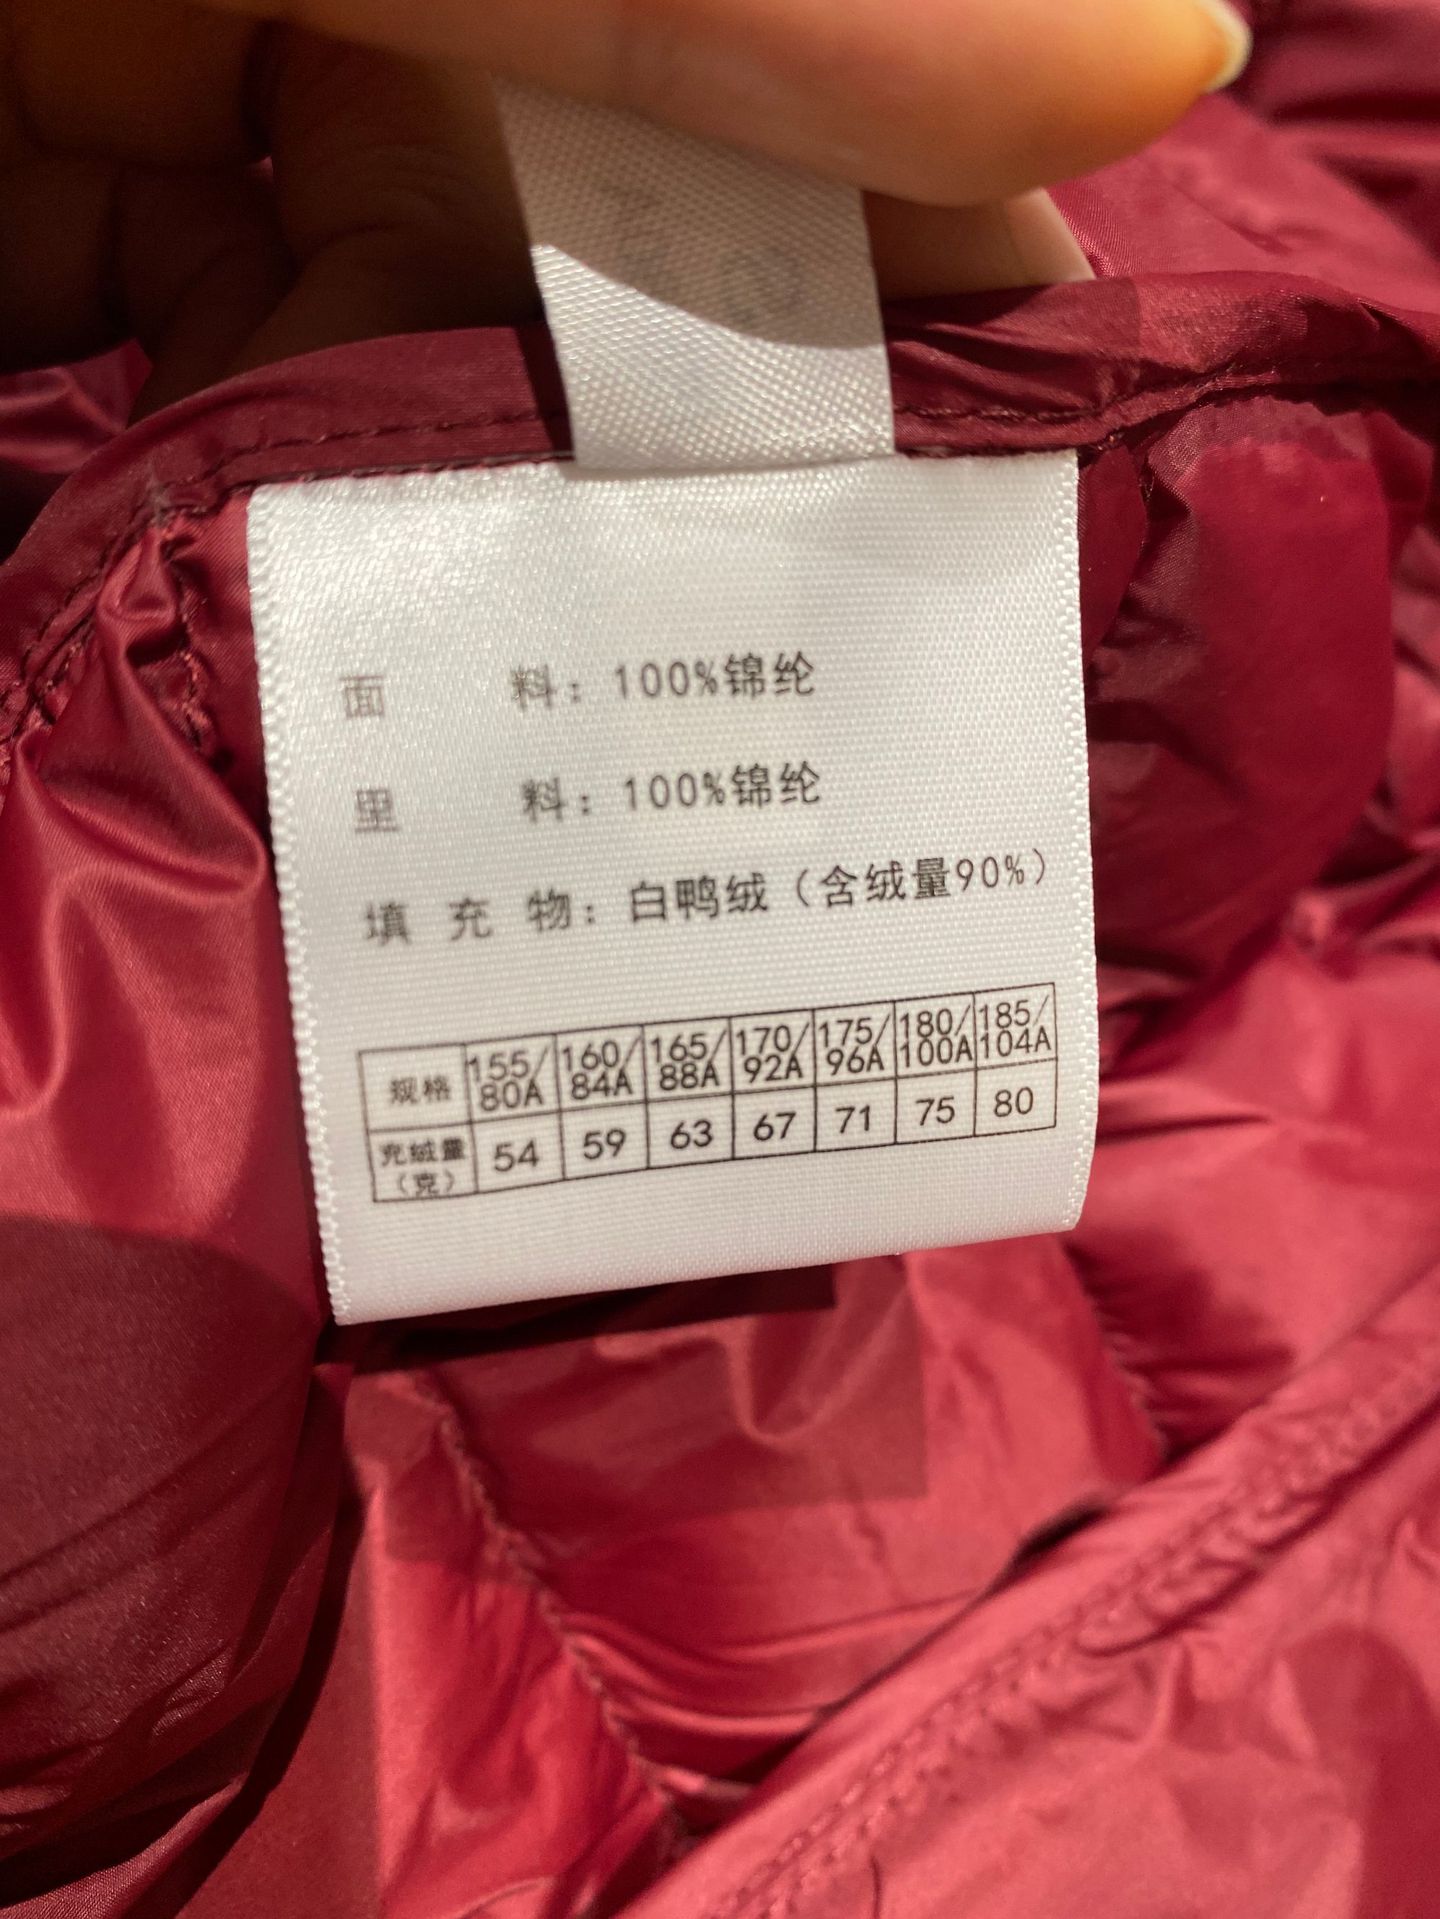 面 料：100%锦纶
里 料：100%锦纶
填 充 物：白鸭绒（含绒量90%）
规格 155/80A 160/84A 165/88A 170/92A 175/96A 180/100A 185/104A
充绒量（克） 54 59 63 67 71 75 80